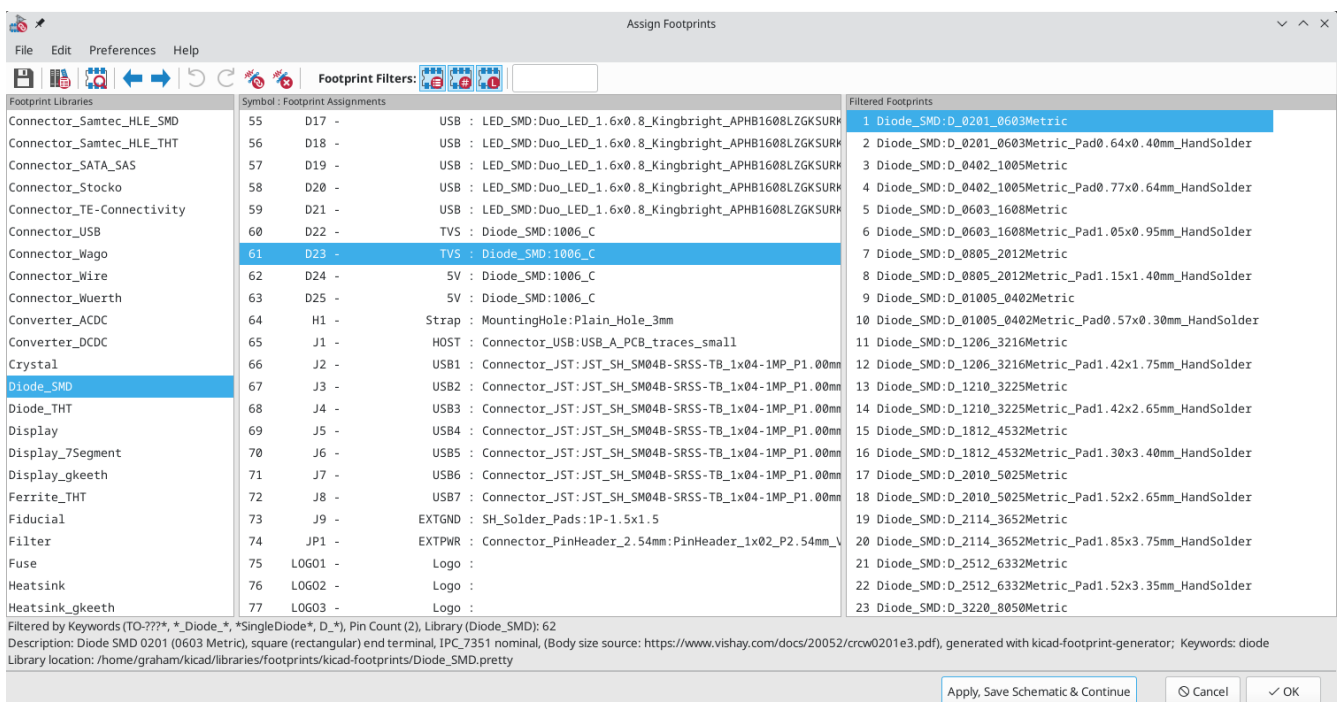 Assign Footprints
File Edit Preferences Help
Footprint Filters:
Footprint Libraries
Connector_Samtec_HLE_SMD
Connector_Samtec_HLE_THT
Connector_SATA_SAS
Connector_Stocko
Connector_TE-Connectivity
Connector_USB
Connector_Wago
Connector_Wire
Connector_Wuerth
Converter_ACDC
Converter_DCDC
Crystal
Diode_SMD
Diode_THT
Display
Display_7Segment
Display_gkeeth
Ferrite_THT
Fiducial
Filter
Fuse
Heatsink
Heatsink_gkeeth
Symbol : Footprint Assignments
55 D17 - USB : LED_SMD:Duo_LED_1.6x0.8_Kingbright_APHB1608LZGKSURK
56 D18 - USB : LED_SMD:Duo_LED_1.6x0.8_Kingbright_APHB1608LZGKSURK
57 D19 - USB : LED_SMD:Duo_LED_1.6x0.8_Kingbright_APHB1608LZGKSURK
58 D20 - USB : LED_SMD:Duo_LED_1.6x0.8_Kingbright_APHB1608LZGKSURK
59 D21 - USB : LED_SMD:Duo_LED_1.6x0.8_Kingbright_APHB1608LZGKSURK
60 D22 - TVS : Diode_SMD:1006_C
61 D23 - TVS : Diode_SMD:1006_C
62 D24 - 5V : Diode_SMD:1006_C
63 D25 - 5V : Diode_SMD:1006_C
64 H1 - Strap : MountingHole:Plain_Hole_3mm
65 J1 - HOST : Connector_USB:USB_A_PCB_traces_small
66 J2 - USB1 : Connector_JST:JST_SH_SM04B-SRSS-TB_1x04-1MP_P1.00mm
67 J3 - USB2 : Connector_JST:JST_SH_SM04B-SRSS-TB_1x04-1MP_P1.00mm
68 J4 - USB3 : Connector_JST:JST_SH_SM04B-SRSS-TB_1x04-1MP_P1.00mm
69 J5 - USB4 : Connector_JST:JST_SH_SM04B-SRSS-TB_1x04-1MP_P1.00mm
70 J6 - USB5 : Connector_JST:JST_SH_SM04B-SRSS-TB_1x04-1MP_P1.00mm
71 J7 - USB6 : Connector_JST:JST_SH_SM04B-SRSS-TB_1x04-1MP_P1.00mm
72 J8 - USB7 : Connector_JST:JST_SH_SM04B-SRSS-TB_1x04-1MP_P1.00mm
73 J9 - EXTGND : SH_Solder_Pads:1P-1.5x1.5
74 JP1 - EXTPWR : Connector_PinHeader_2.54mm:PinHeader_1x02_P2.54mm_V
75 LOGO1 - Logo :
76 LOGO2 - Logo :
77 LOGO3 - Logo :
Filtered Footprints
1 Diode_SMD:D_0201_0603Metric
2 Diode_SMD:D_0201_0603Metric_Pad0.64x0.40mm_HandSolder
3 Diode_SMD:D_0402_1005Metric
4 Diode_SMD:D_0402_1005Metric_Pad0.77x0.64mm_HandSolder
5 Diode_SMD:D_0603_1608Metric
6 Diode_SMD:D_0603_1608Metric_Pad1.05x0.95mm_HandSolder
7 Diode_SMD:D_0805_2012Metric
8 Diode_SMD:D_0805_2012Metric_Pad1.15x1.40mm_HandSolder
9 Diode_SMD:D_01005_0402Metric
10 Diode_SMD:D_01005_0402Metric_Pad0.57x0.30mm_HandSolder
11 Diode_SMD:D_1206_3216Metric
12 Diode_SMD:D_1206_3216Metric_Pad1.42x1.75mm_HandSolder
13 Diode_SMD:D_1210_3225Metric
14 Diode_SMD:D_1210_3225Metric_Pad1.42x2.65mm_HandSolder
15 Diode_SMD:D_1812_4532Metric
16 Diode_SMD:D_1812_4532Metric_Pad1.30x3.40mm_HandSolder
17 Diode_SMD:D_2010_5025Metric
18 Diode_SMD:D_2010_5025Metric_Pad1.52x2.65mm_HandSolder
19 Diode_SMD:D_2114_3652Metric
20 Diode_SMD:D_2114_3652Metric_Pad1.85x3.75mm_HandSolder
21 Diode_SMD:D_2512_6332Metric
22 Diode_SMD:D_2512_6332Metric_Pad1.52x3.35mm_HandSolder
23 Diode_SMD:D_3220_8050Metric
Filtered by Keywords (TO-???*, *_Diode_*, *SingleDiode*, D_*), Pin Count (2), Library (Diode_SMD): 62
Description: Diode SMD 0201 (0603 Metric), square (rectangular) end terminal, IPC_7351 nominal, (Body size source: https://www.vishay.com/docs/20052/crcw0201e3.pdf), generated with kicad-footprint-generator; Keywords: diode
Library location: /home/graham/kicad/libraries/footprints/kicad-footprints/Diode_SMD.pretty
Apply, Save Schematic & Continue
Cancel
OK